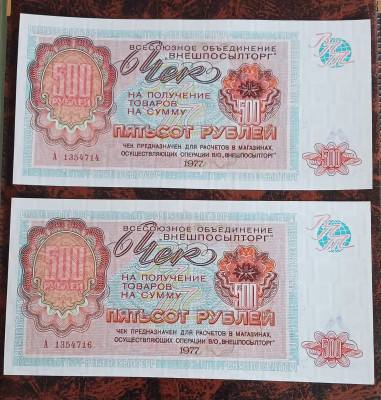 ВСЕСОЮЗНОЕ ОБЪЕДИНЕНИЕ
"ВНЕШПОСЫЛТОРГ"
500
РУБЛЕЙ
Чек
НА ПОЛУЧЕНИЕ
ТОВАРОВ
НА СУММУ
500
ПЯТЬСОТ РУБЛЕЙ
А 1354714
ЧЕК ПРЕДНАЗНАЧЕН ДЛЯ РАСЧЕТОВ В МАГАЗИНАХ,
ОСУЩЕСТВЛЯЮЩИХ ОПЕРАЦИИ В/О „ВНЕШПОСЫЛТОРГ"
1977
500
ВСЕСОЮЗНОЕ ОБЪЕДИНЕНИЕ
"ВНЕШПОСЫЛТОРГ"
500
РУБЛЕЙ
Чек
НА ПОЛУЧЕНИЕ
ТОВАРОВ
НА СУММУ
500
ПЯТЬСОТ РУБЛЕЙ
А 1354716
ЧЕК ПРЕДНАЗНАЧЕН ДЛЯ РАСЧЕТОВ В МАГАЗИНАХ,
ОСУЩЕСТВЛЯЮЩИХ ОПЕРАЦИИ В/О „ВНЕШПОСЫЛТОРГ"
1977
500